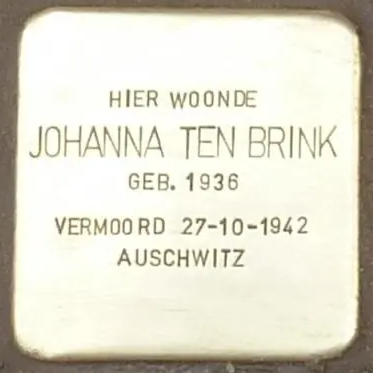 HIER WOONDE
JOHANNA TEN BRINK
GEB. 1936
VERMOORD 27-10-1942
AUSCHWITZ